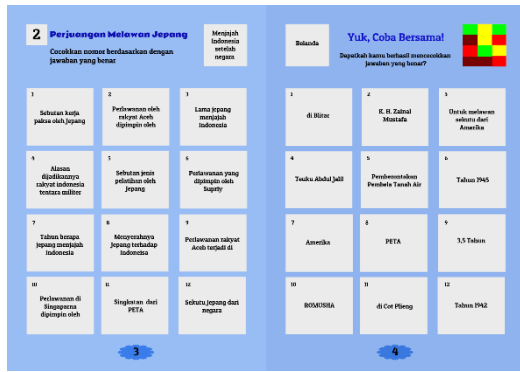 2
Perjuangan Melawan Jepang
Cocokkan nomor berdasarkan dengan
jawaban yang benar
Menjajah
Indonesia
setelah
negara
1
Sebutan kerja
paksa oleh Jepang
2
Perlawanan oleh
rakyat Aceh
dipimpin oleh
3
Lama jepang
menjajah
Indonesia
4
Alasan
dijadikannya
rakyat indonesia
tentara militer
5
Sebutan jenis
pelatihan oleh
Jepang
6
Perlawanan yang
dipimpin oleh
Supriy
7
Tahun berapa
jepang menjajah
Indonesia
8
Menyerahnya
Jepang terhadap
Indonesia
9
Perlawanan rakyat
Aceh terjadi di
10
Perlawanan di
Singaparna
dipimpin oleh
11
Singkatan dari
PETA
12
Sekutu Jepang dari
negara
3
Belanda
Yuk, Coba Bersama!
Dapatkah kamu berhasil mencocokkan
jawaban yang benar?
1
di Blitar
2
K. H. Zainal
Mustafa
3
Untuk melawan
sekutu dari
Amerika
4
Teuku Abdul Jalil
5
Pembentukan
Pembela Tanah Air
6
Tahun 1945
7
Amerika
8
PETA
9
3,5 Tahun
10
ROMUSHA
11
di Cot Plieng
12
Tahun 1942
4